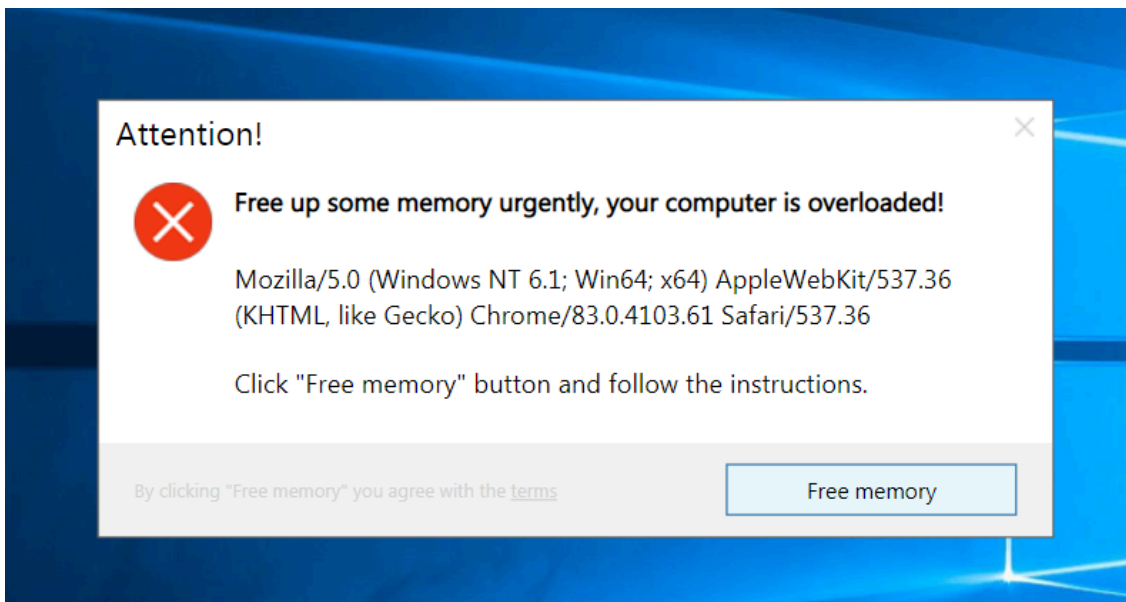 Attention!
Free up some memory urgently, your computer is overloaded!
Mozilla/5.0 (Windows NT 6.1; Win64; x64) AppleWebKit/537.36
(KHTML, like Gecko) Chrome/83.0.4103.61 Safari/537.36
Click "Free memory" button and follow the instructions.
By clicking "Free memory" you agree with the terms
Free memory